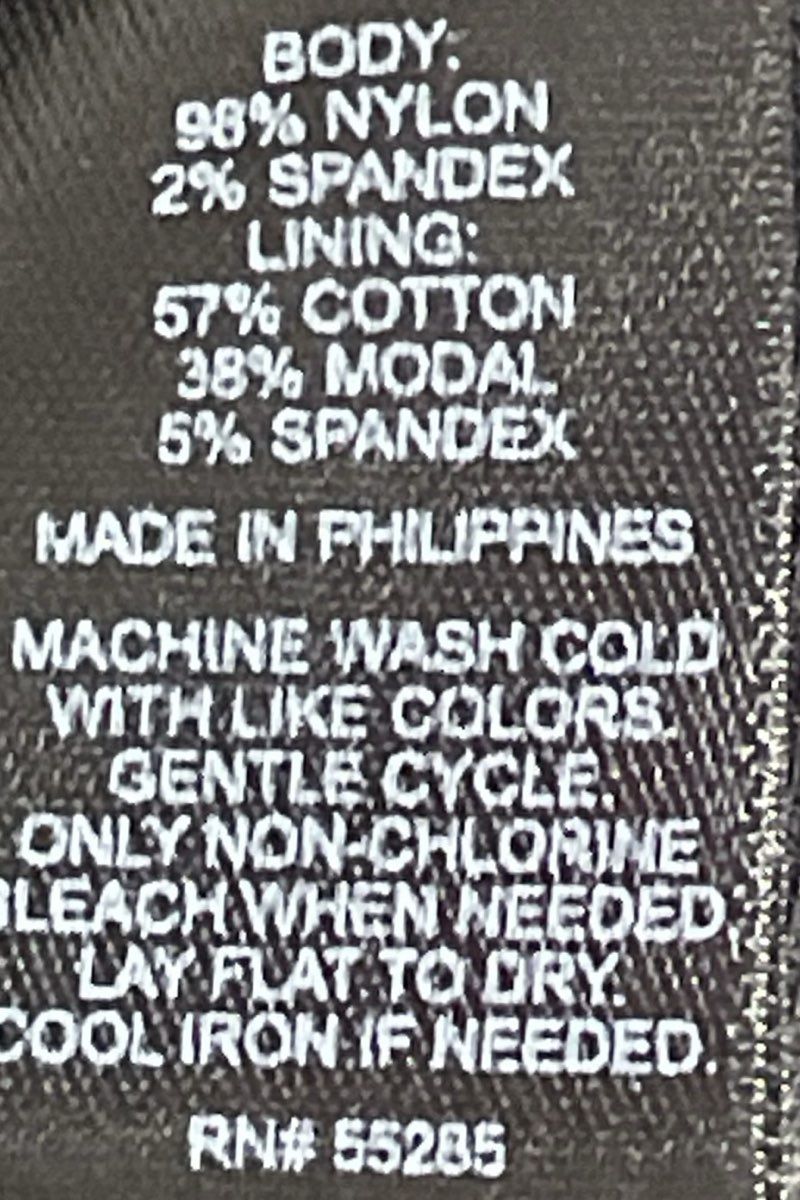 BODY:
98% NYLON
2% SPANDEX
LINING:
57% COTTON
38% MODAL
5% SPANDEX
MADE IN PHILIPPINES
MACHINE WASH COLD
WITH LIKE COLORS.
GENTLE CYCLE.
ONLY NON-CHLORINE
BLEACH WHEN NEEDED.
LAY FLAT TO DRY.
COOL IRON IF NEEDED.
RN# 55285